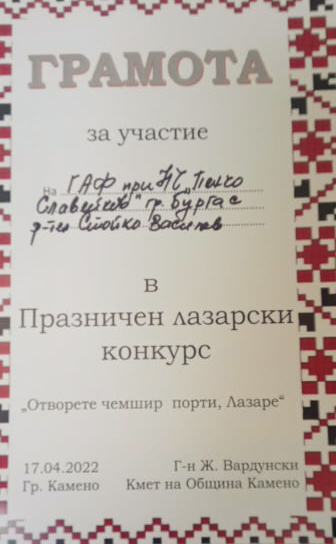 ГРАМОТА
за участие
На ГАФ при НЧ „Пенчо
Славейков" гр. Бургас
р-тел Стойко Василев
в
Празничен лазарски
конкурс
„Отворете чемшир порти, Лазаре“
17.04.2022 Г-н Ж. Вардунски
Гр. Камено Кмет на Община Камено